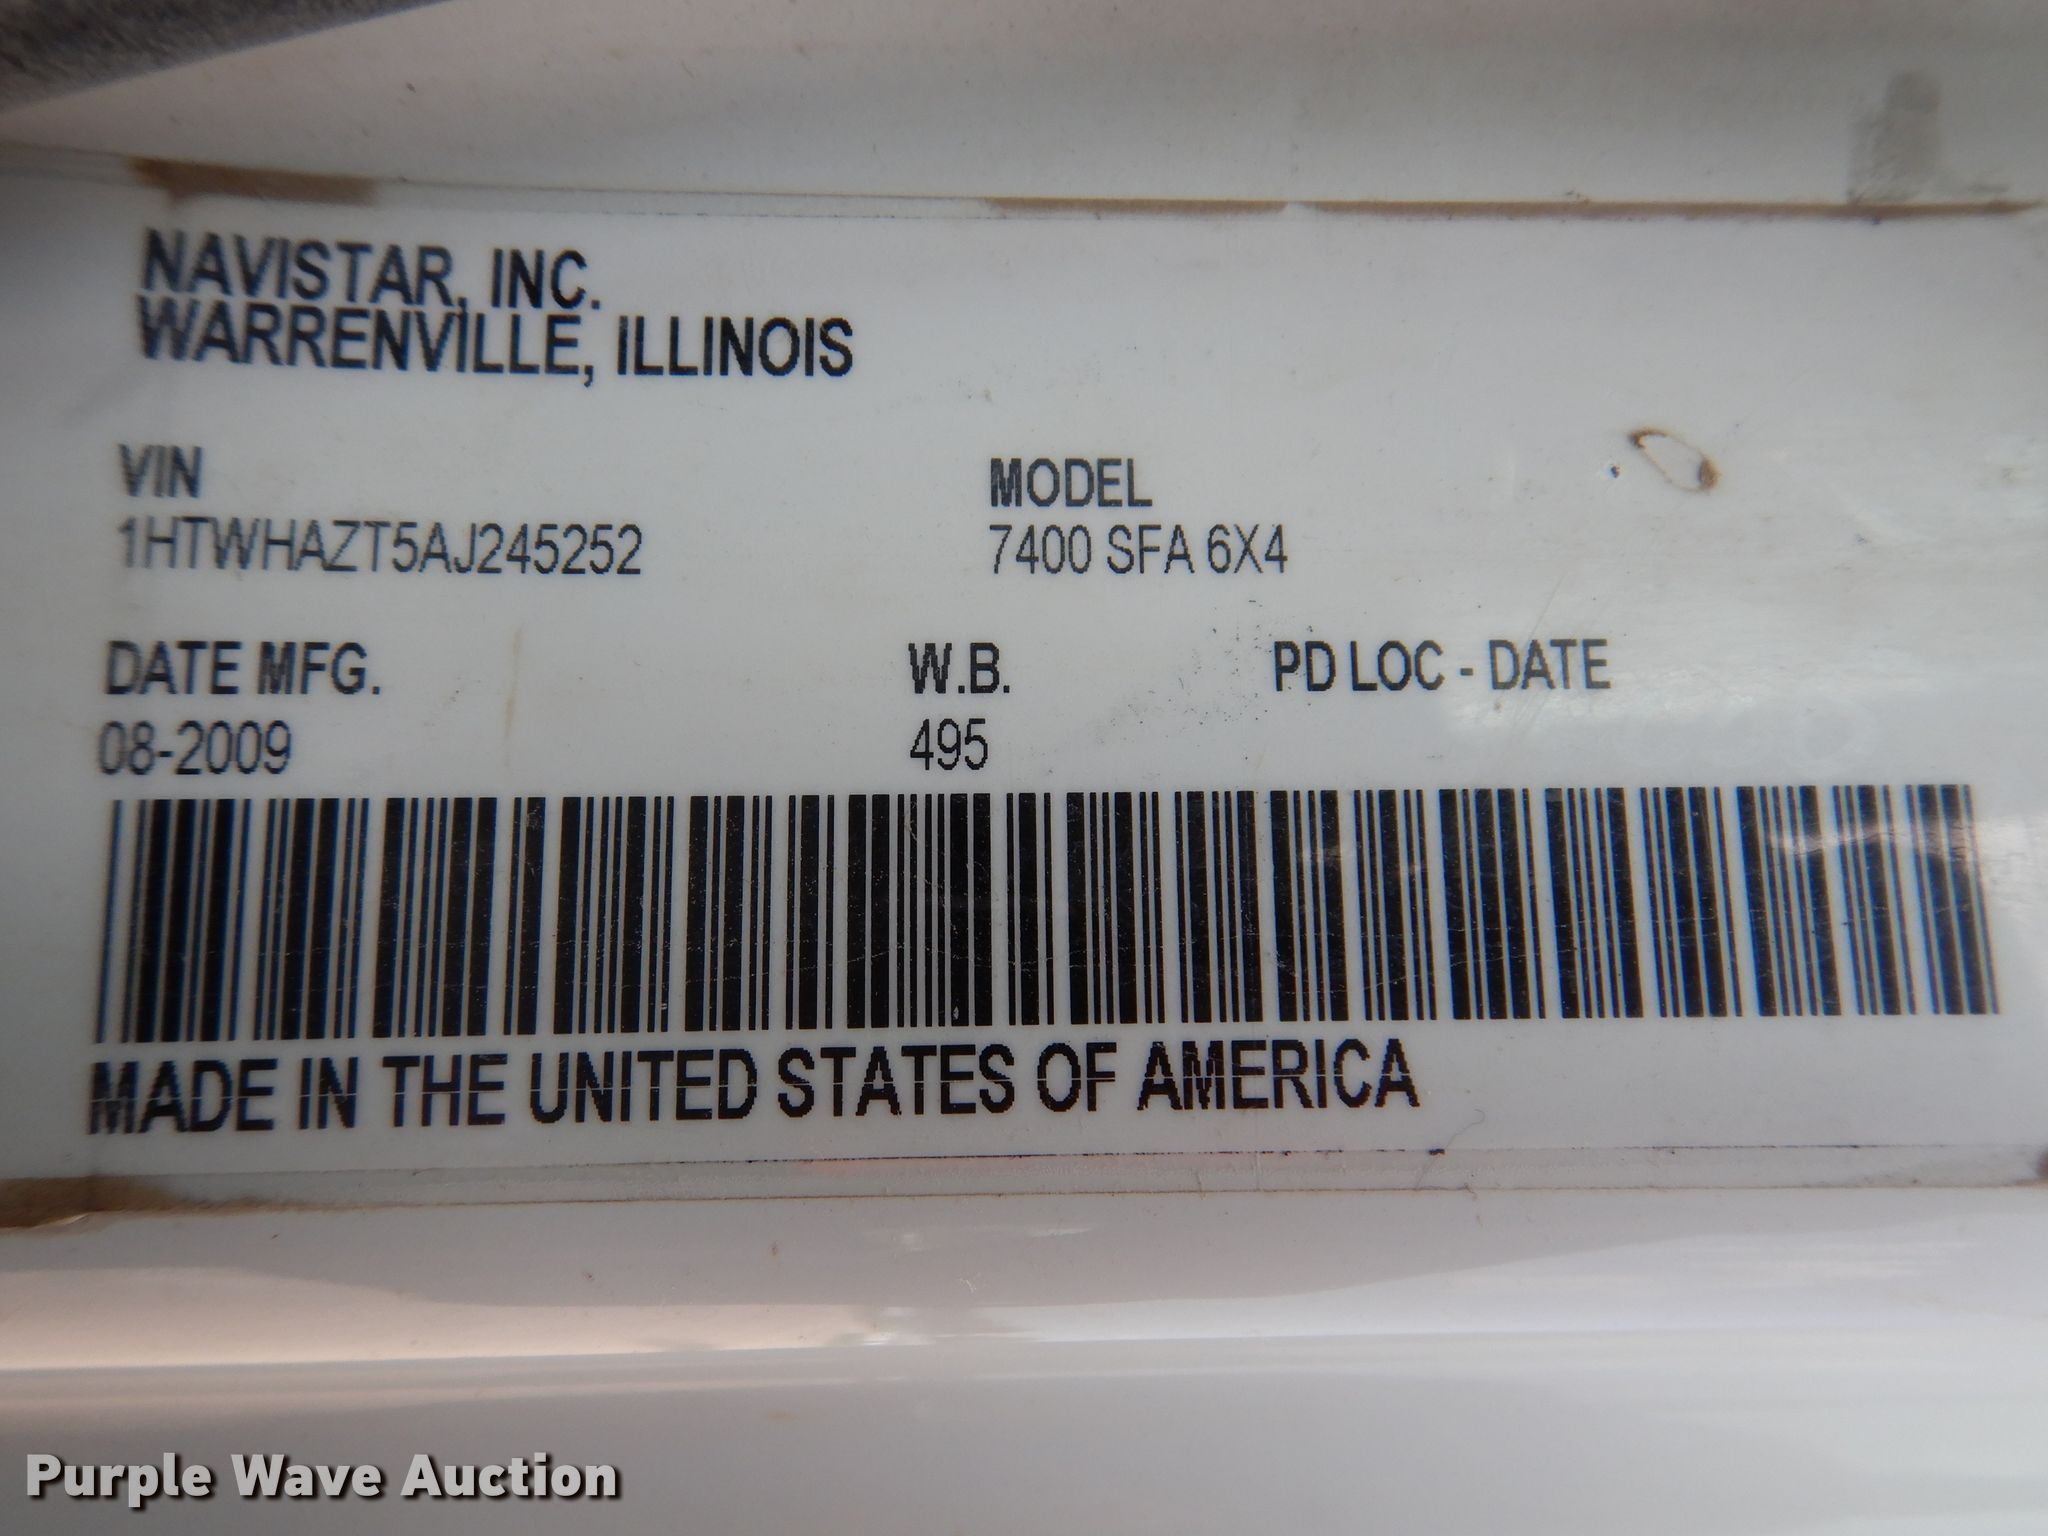 NAVISTAR, INC.
WARRENVILLE, ILLINOIS
VIN MODEL
1HTWHAZT5AJ245252 7400 SFA 6X4
DATE MFG. W.B. PD LOC - DATE
08-2009 495
MADE IN THE UNITED STATES OF AMERICA
Purple Wave Auction